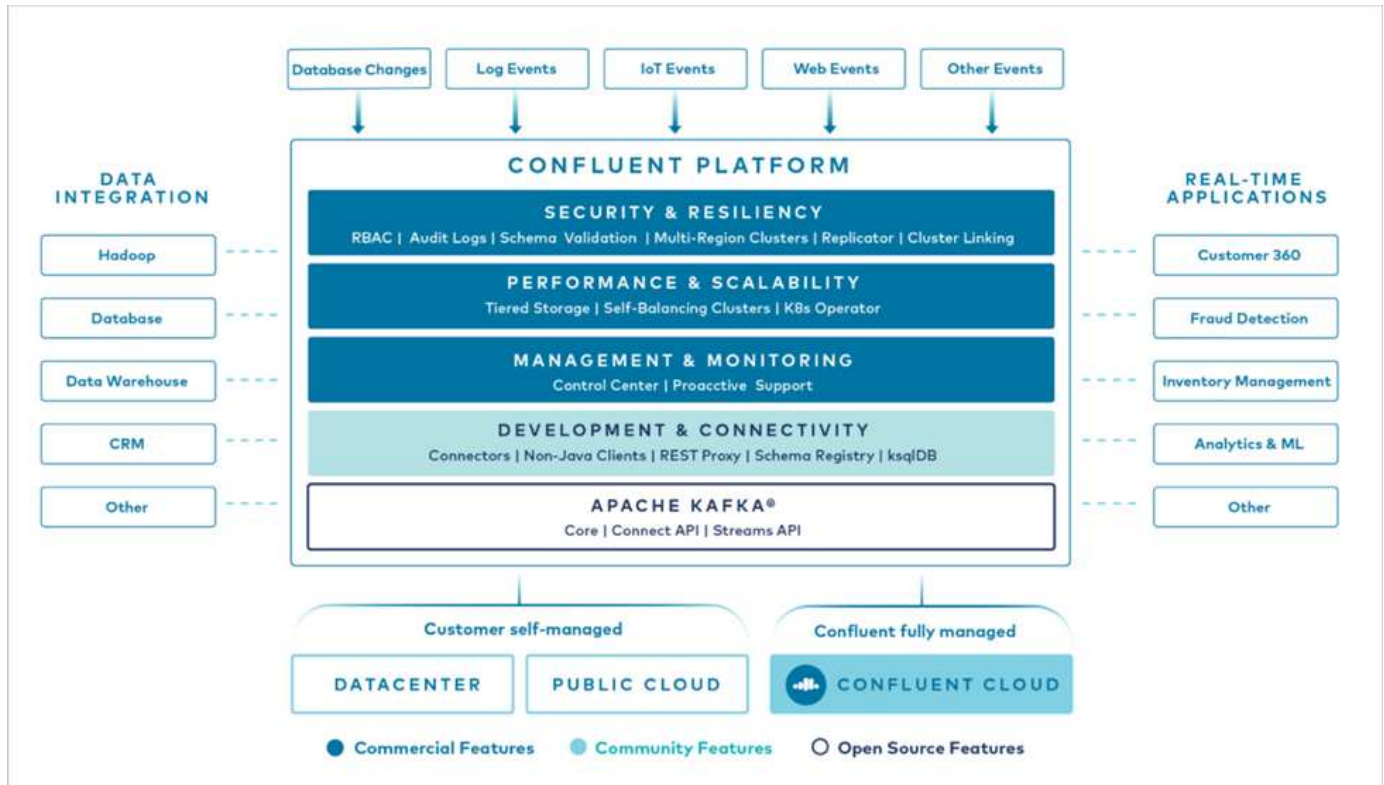 Database Changes
Log Events
IoT Events
Web Events
Other Events
CONFLUENT PLATFORM
DATA
INTEGRATION
Hadoop
Database
Data Warehouse
CRM
Other
SECURITY & RESILIENCY
RBAC | Audit Logs | Schema Validation | Multi-Region Clusters | Replicator | Cluster Linking
PERFORMANCE & SCALABILITY
Tiered Storage | Self-Balancing Clusters | K8s Operator
MANAGEMENT & MONITORING
Control Center | Proacctive Support
DEVELOPMENT & CONNECTIVITY
Connectors | Non-Java Clients | REST Proxy | Schema Registry | ksqlDB
APACHE KAFKA®
Core | Connect API | Streams API
REAL-TIME
APPLICATIONS
Customer 360
Fraud Detection
Inventory Management
Analytics & ML
Other
Customer self-managed
Confluent fully managed
DATACENTER
PUBLIC CLOUD
CONFLUENT CLOUD
Commercial Features
Community Features
Open Source Features